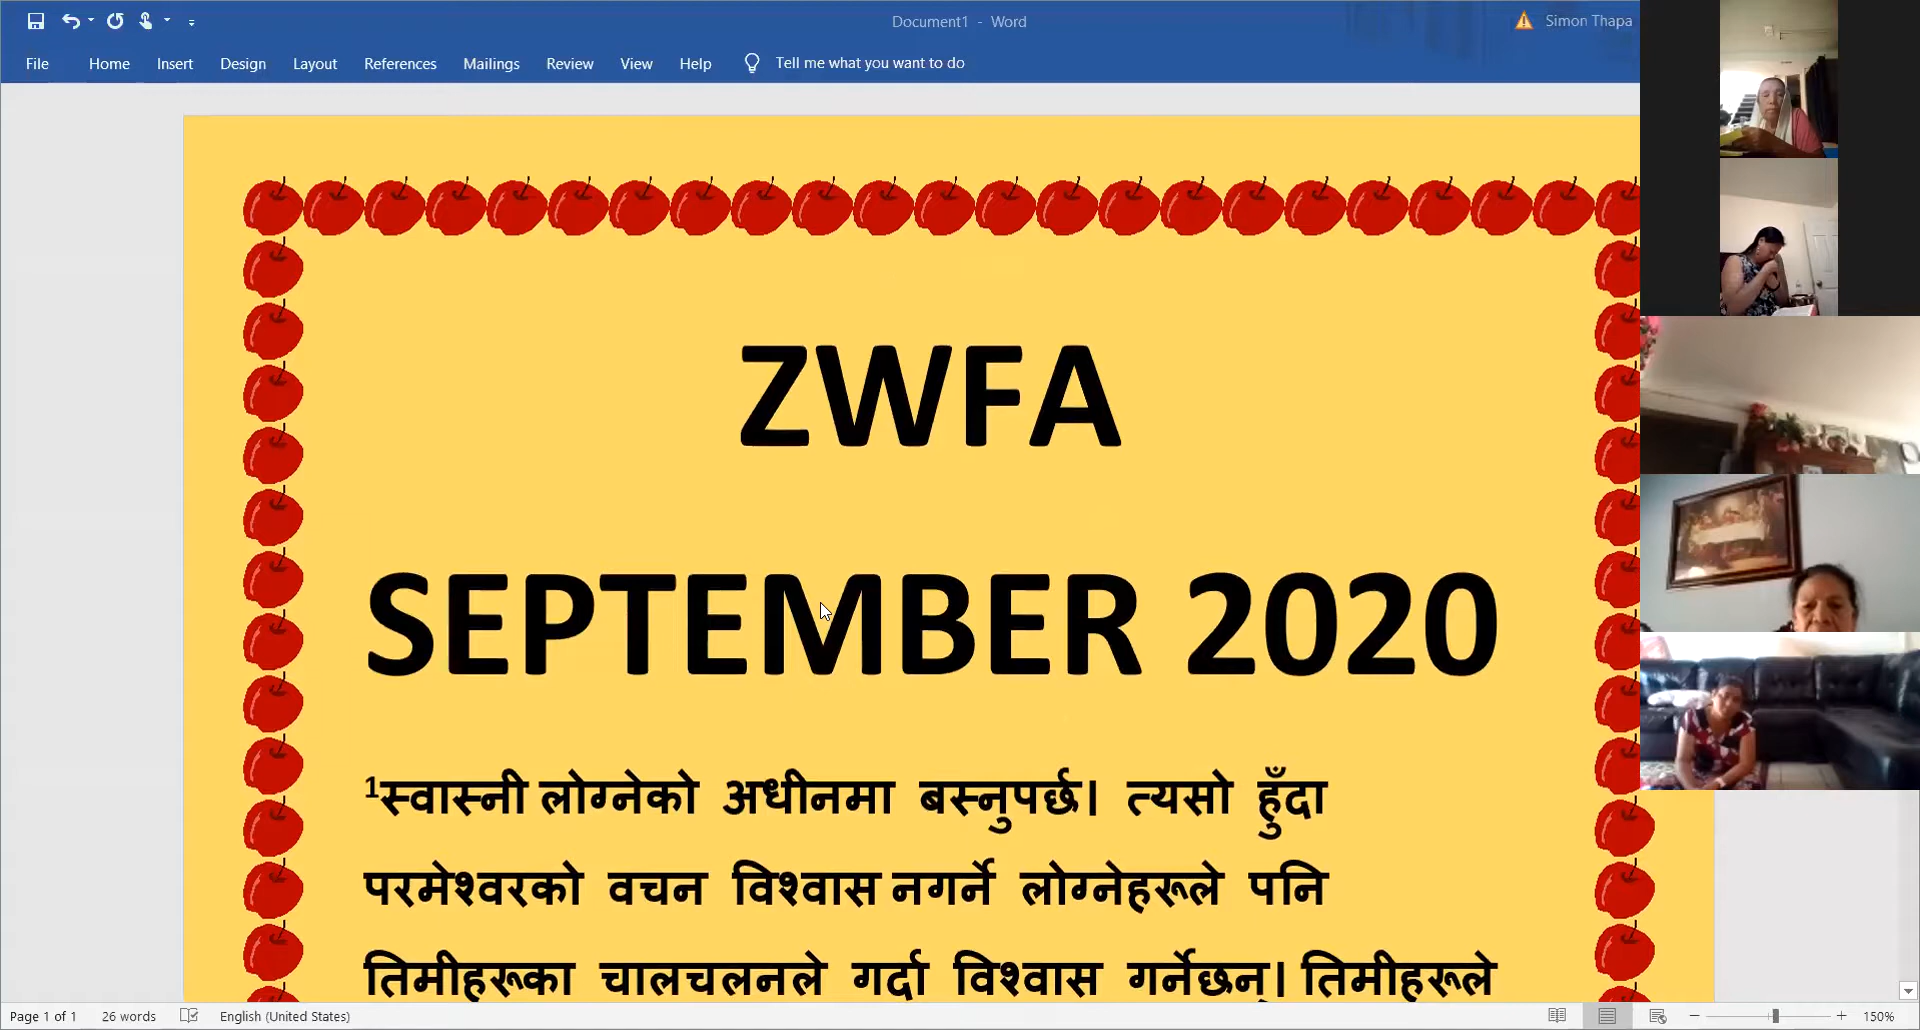 Document1 - Word
Simon Thapa
File Home Insert Design Layout References Mailings Review View Help Tell me what you want to do
ZWFA
SEPTEMBER 2020
¹स्वास्नी लोग्नेको अधीनमा बस्नुपर्छ। त्यसो हुँदा
परमेश्वरको वचन विश्वास नगर्ने लोग्नेहरूले पनि
तिमीहरूका चालचलनले गर्दा विश्वास गर्नेछन्। तिमीहरूले
Page 1 of 1 26 words English (United States) 150%